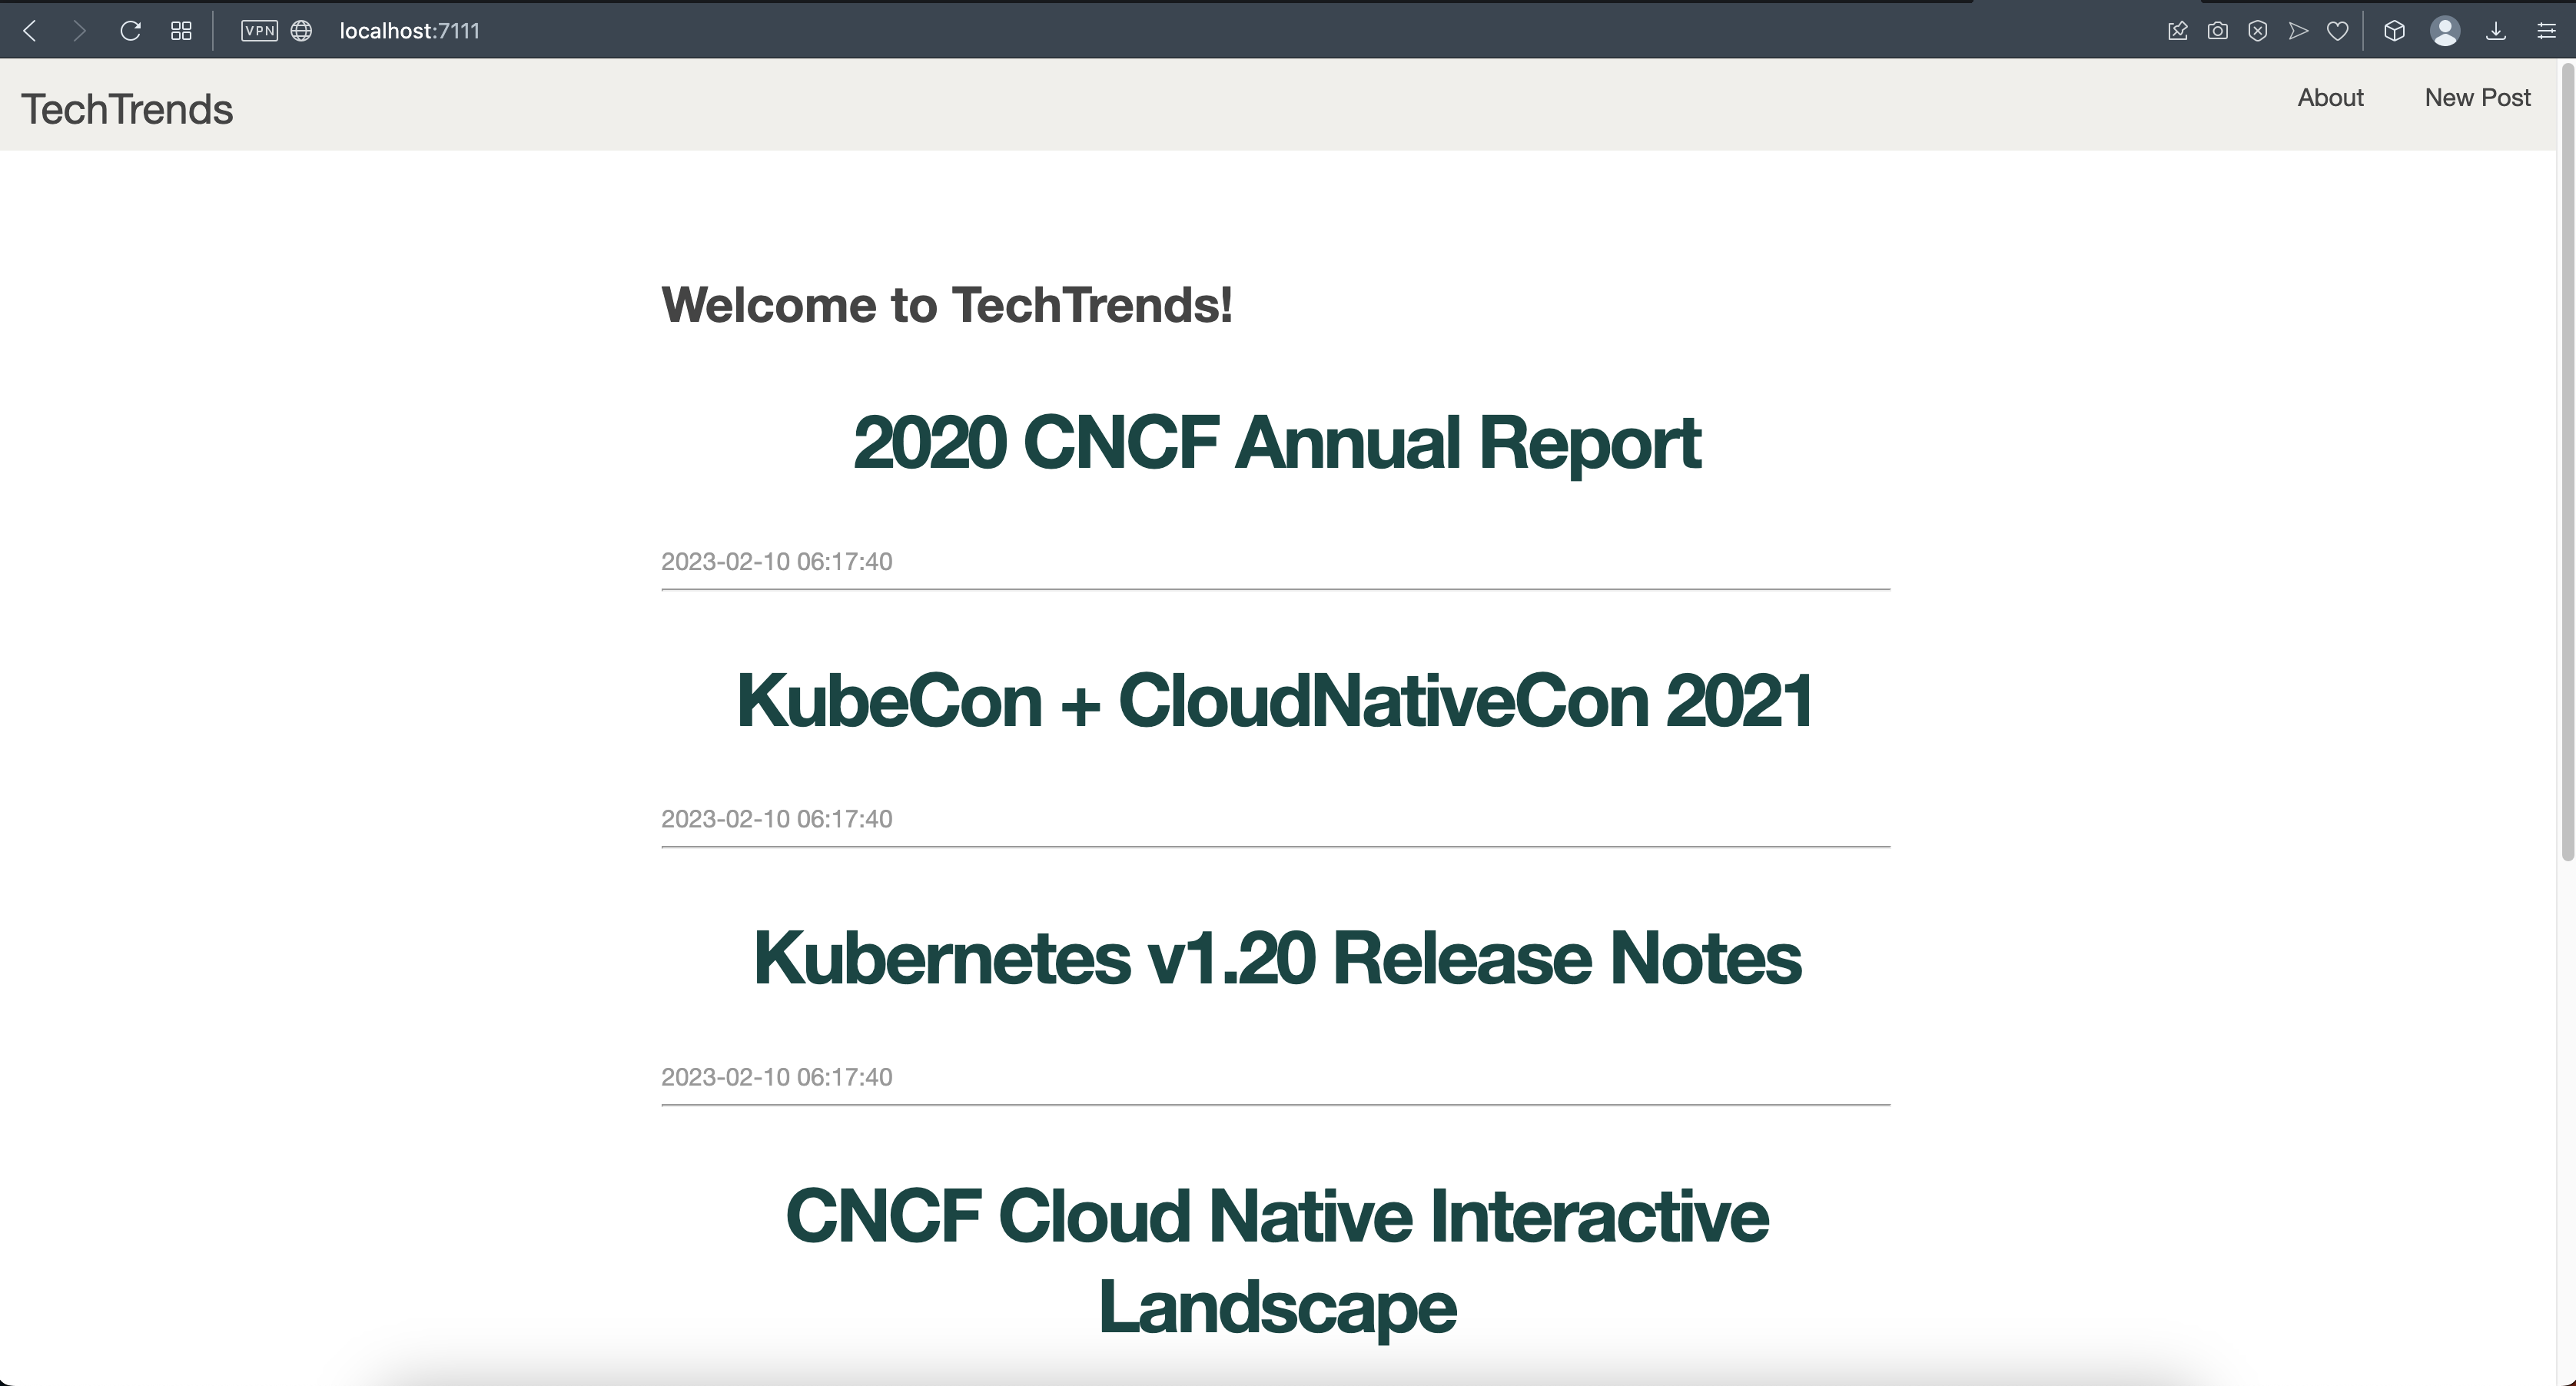 VPN localhost:7111
TechTrends
About New Post
Welcome to TechTrends!
2020 CNCF Annual Report
2023-02-10 06:17:40
KubeCon + CloudNativeCon 2021
2023-02-10 06:17:40
Kubernetes v1.20 Release Notes
2023-02-10 06:17:40
CNCF Cloud Native Interactive
Landscape